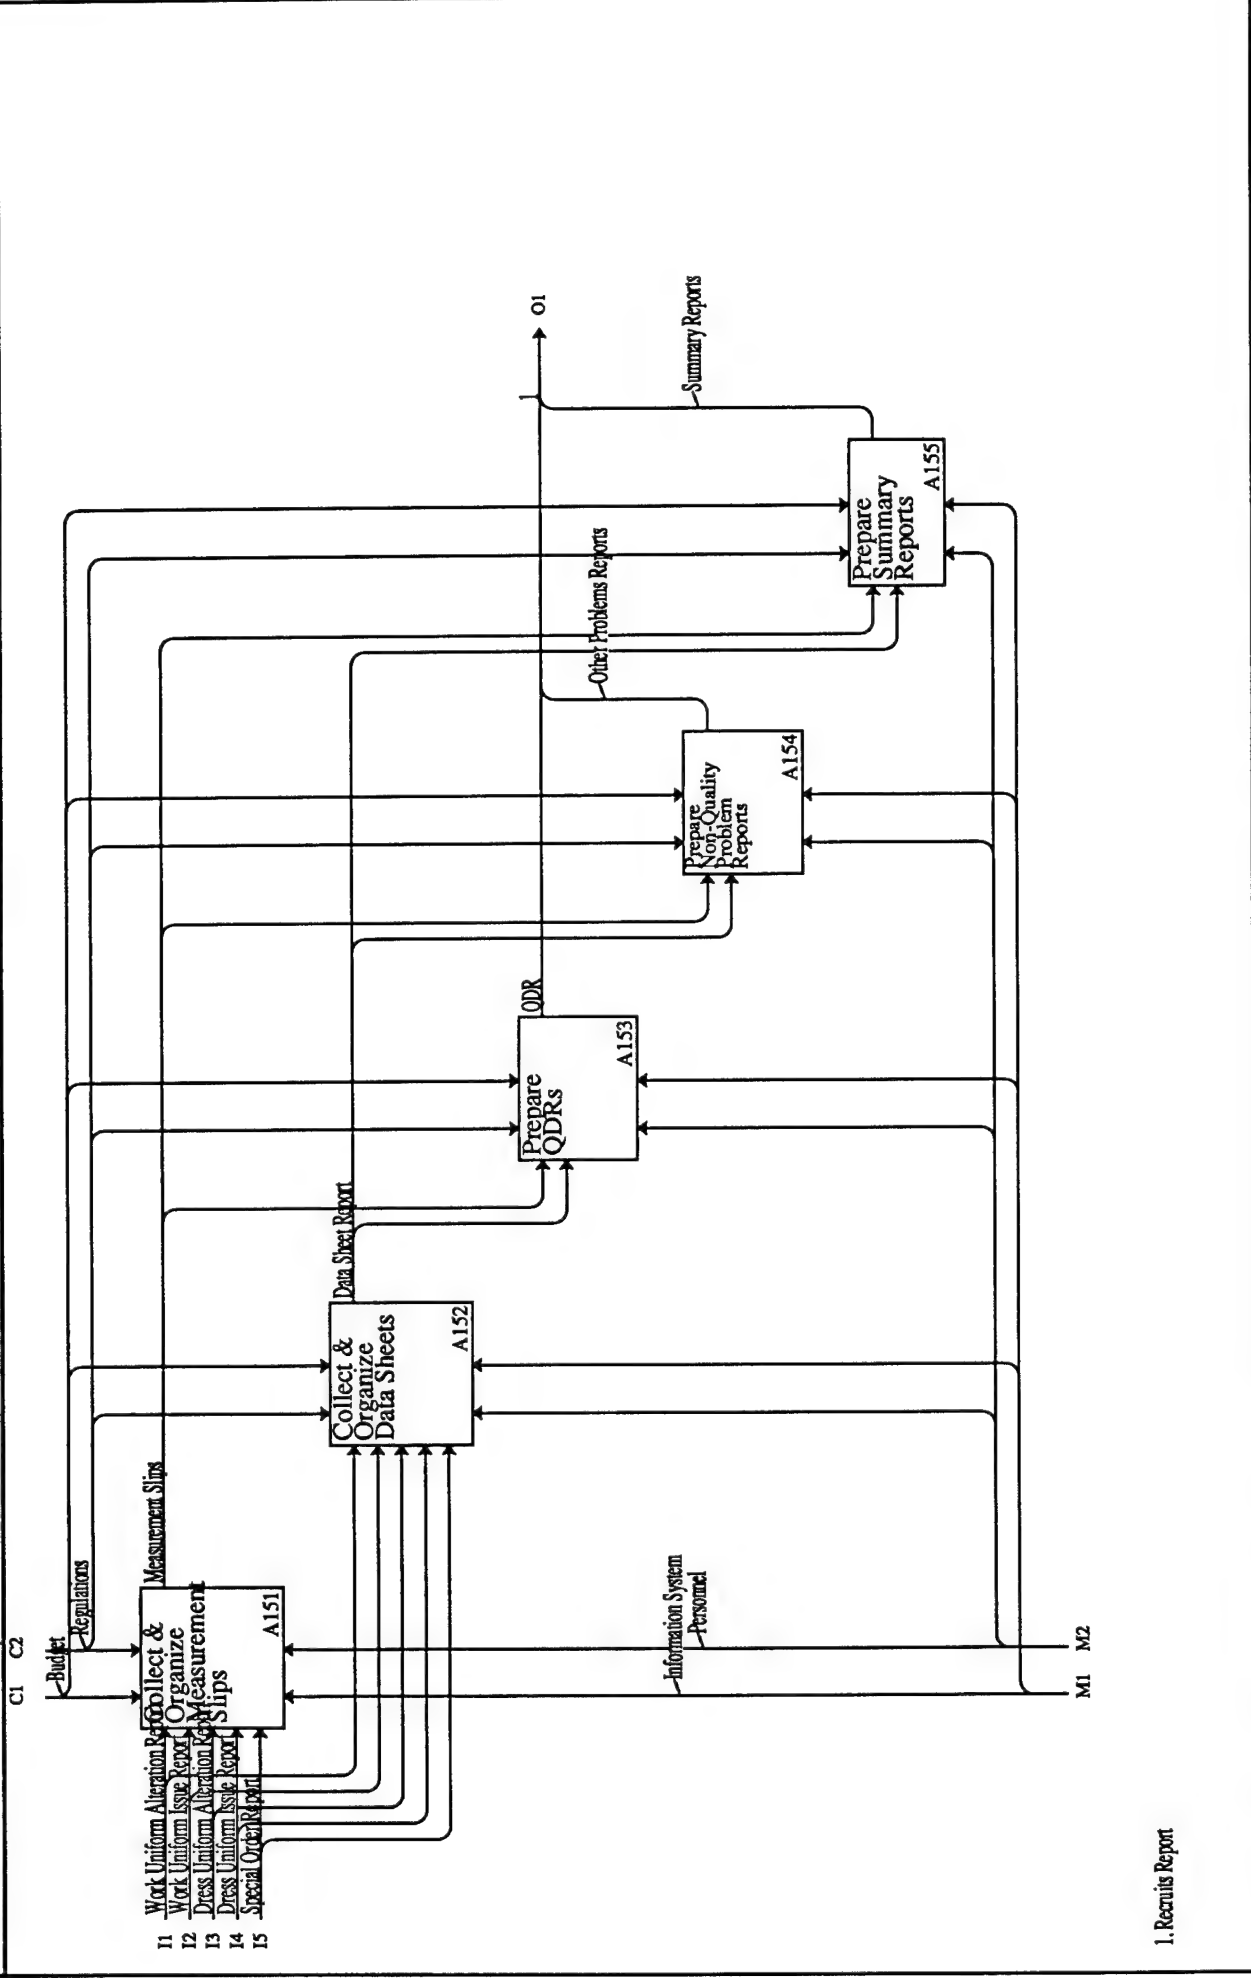 C1
C2
Budget
Regulations
I1
Work Uniform Alteration Report
I2
Work Uniform Issue Report
I3
Dress Uniform Alteration Report
I4
Dress Uniform Issue Report
I5
Special Order Report
Collect &
Organize
Measurement
Slips
A151
Measurement Slips
Collect &
Organize
Data Sheets
A152
Data Sheet Report
Prepare
QDRs
A153
QDR
Prepare
Non-Quality
Problem
Reports
A154
Other Problems Reports
Prepare
Summary
Reports
A155
Summary Reports
1
O1
Information System
Personnel
M1
M2
1. Recruits Report